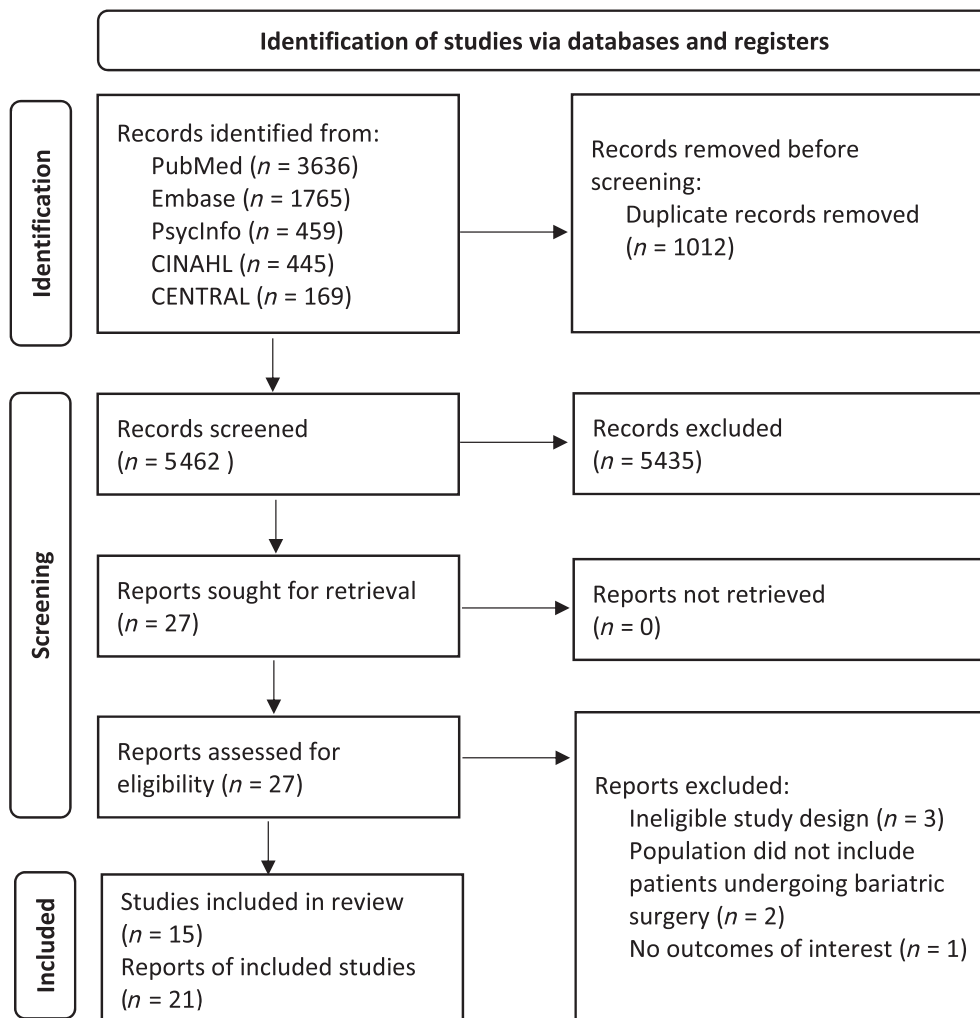 Identification of studies via databases and registers
Identification
Records identified from:
PubMed (n = 3636)
Embase (n = 1765)
PsycInfo (n = 459)
CINAHL (n = 445)
CENTRAL (n = 169)
Records removed before
screening:
Duplicate records removed
(n = 1012)
Screening
Records screened
(n = 5462 )
Records excluded
(n = 5435)
Reports sought for retrieval
(n = 27)
Reports not retrieved
(n = 0)
Reports assessed for
eligibility (n = 27)
Reports excluded:
Ineligible study design (n = 3)
Population did not include
patients undergoing bariatric
surgery (n = 2)
No outcomes of interest (n = 1)
Included
Studies included in review
(n = 15)
Reports of included studies
(n = 21)